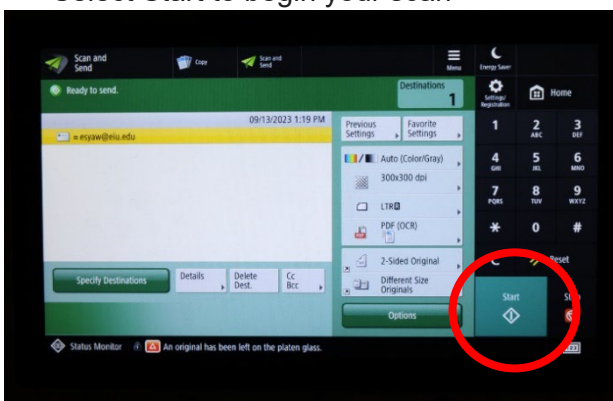 Select Start to begin your scan
Scan and
Send
Copy
Scan and
Send
Menu
Energy Saver
Ready to send.
Destinations
1
Settings/
Registration
Home
09/13/2023 1:19 PM
= esyaw@eiu.edu
Previous
Settings
Favorite
Settings
Auto (Color/Gray)
300x300 dpi
LTR
PDF (OCR)
2-Sided Original
Different Size
Originals
Options
Specify Destinations
Details
Delete
Dest.
Cc
Bcc
1
2
ABC
3
DEF
4
GHI
5
JKL
6
MNO
7
PQRS
8
TUV
9
WXYZ
*
0
#
C
Reset
Start
Status Monitor
An original has been left on the platen glass.